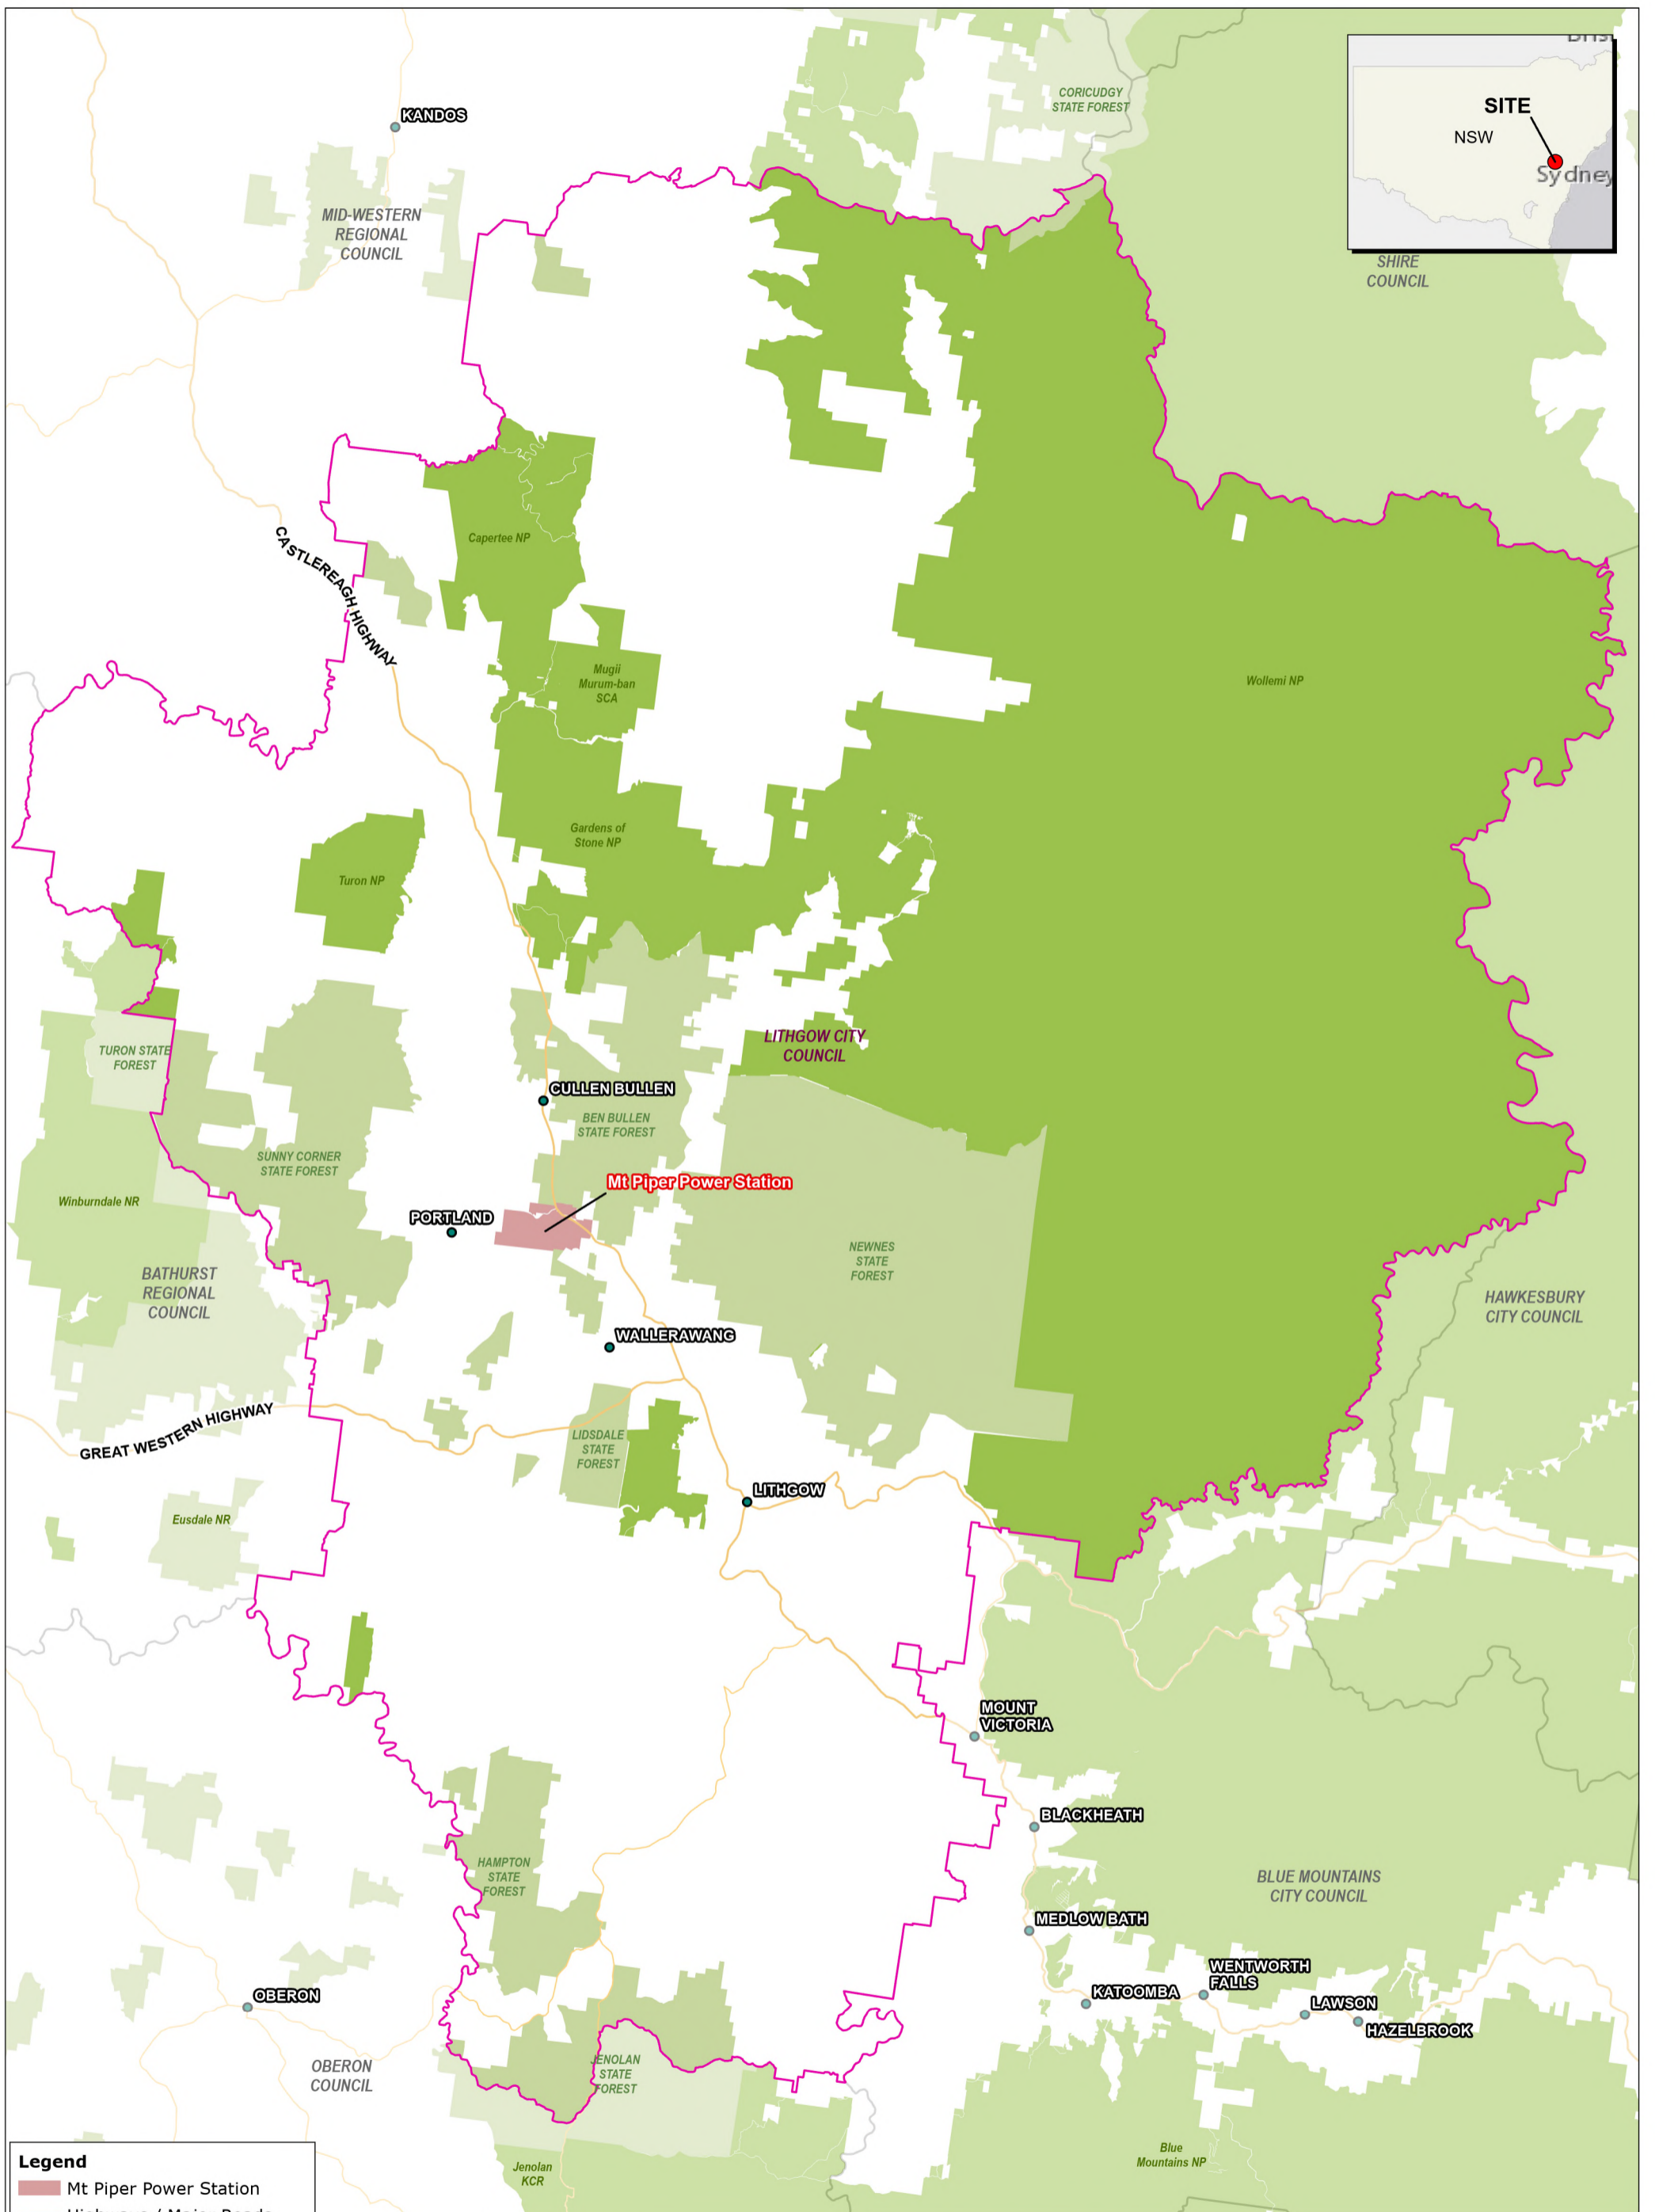 KANDOS
CORICUDGY
STATE FOREST
SITE
NSW
Sydney
MID-WESTERN
REGIONAL
COUNCIL
SHIRE
COUNCIL
CASTLEREAGH HIGHWAY
Capertee NP
Mugii
Murum-ban
SCA
Wollemi NP
Gardens of
Stone NP
Turon NP
LITHGOW CITY
COUNCIL
TURON STATE
FOREST
CULLEN BULLEN
BEN BULLEN
STATE FOREST
SUNNY CORNER
STATE FOREST
Mt Piper Power Station
Winburndale NR
PORTLAND
NEWNES
STATE
FOREST
BATHURST
REGIONAL
COUNCIL
HAWKESBURY
CITY COUNCIL
WALLERAWANG
GREAT WESTERN HIGHWAY
LIDSDALE
STATE
FOREST
LITHGOW
Eusdale NR
MOUNT
VICTORIA
BLACKHEATH
HAMPTON
STATE
FOREST
BLUE MOUNTAINS
CITY COUNCIL
MEDLOW BATH
WENTWORTH
FALLS
OBERON
KATOOMBA
LAWSON
HAZELBROOK
OBERON
COUNCIL
JENOLAN
STATE
FOREST
Blue
Mountains NP
Jenolan
KCR
Legend
Mt Piper Power Station